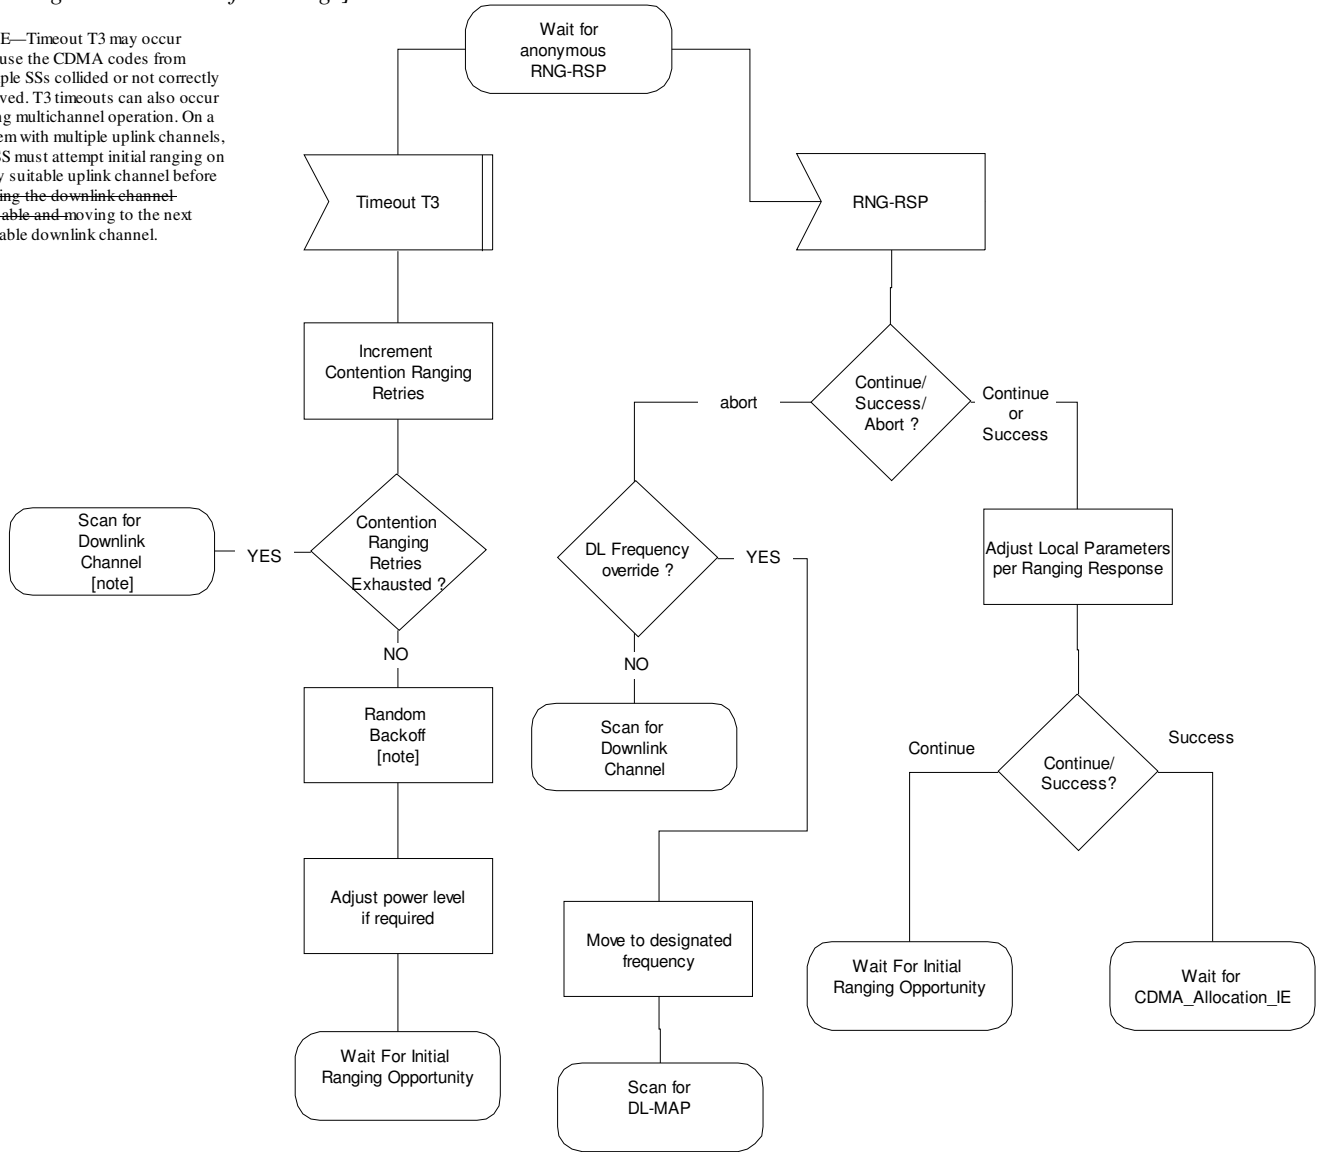 E—Timeout T3 may occur
use the CDMA codes from
ple SSs collided or not correctly
ved. T3 timeouts can also occur
ng multichannel operation. On a
em with multiple uplink channels,
SS must attempt initial ranging on
y suitable uplink channel before
ing the downlink channel
able and moving to the next
able downlink channel.
Wait for
anonymous
RNG-RSP
Timeout T3
RNG-RSP
Increment
Contention Ranging
Retries
Continue/
Success/
Abort ?
abort
Continue
or
Success
Scan for
Downlink
Channel
[note]
YES
Contention
Ranging
Retries
Exhausted ?
DL Frequency
override ?
YES
Adjust Local Parameters
per Ranging Response
NO
NO
Random
Backoff
[note]
Scan for
Downlink
Channel
Continue
Continue/
Success?
Success
Adjust power level
if required
Move to designated
frequency
Wait For Initial
Ranging Opportunity
Wait for
CDMA_Allocation_IE
Wait For Initial
Ranging Opportunity
Scan for
DL-MAP